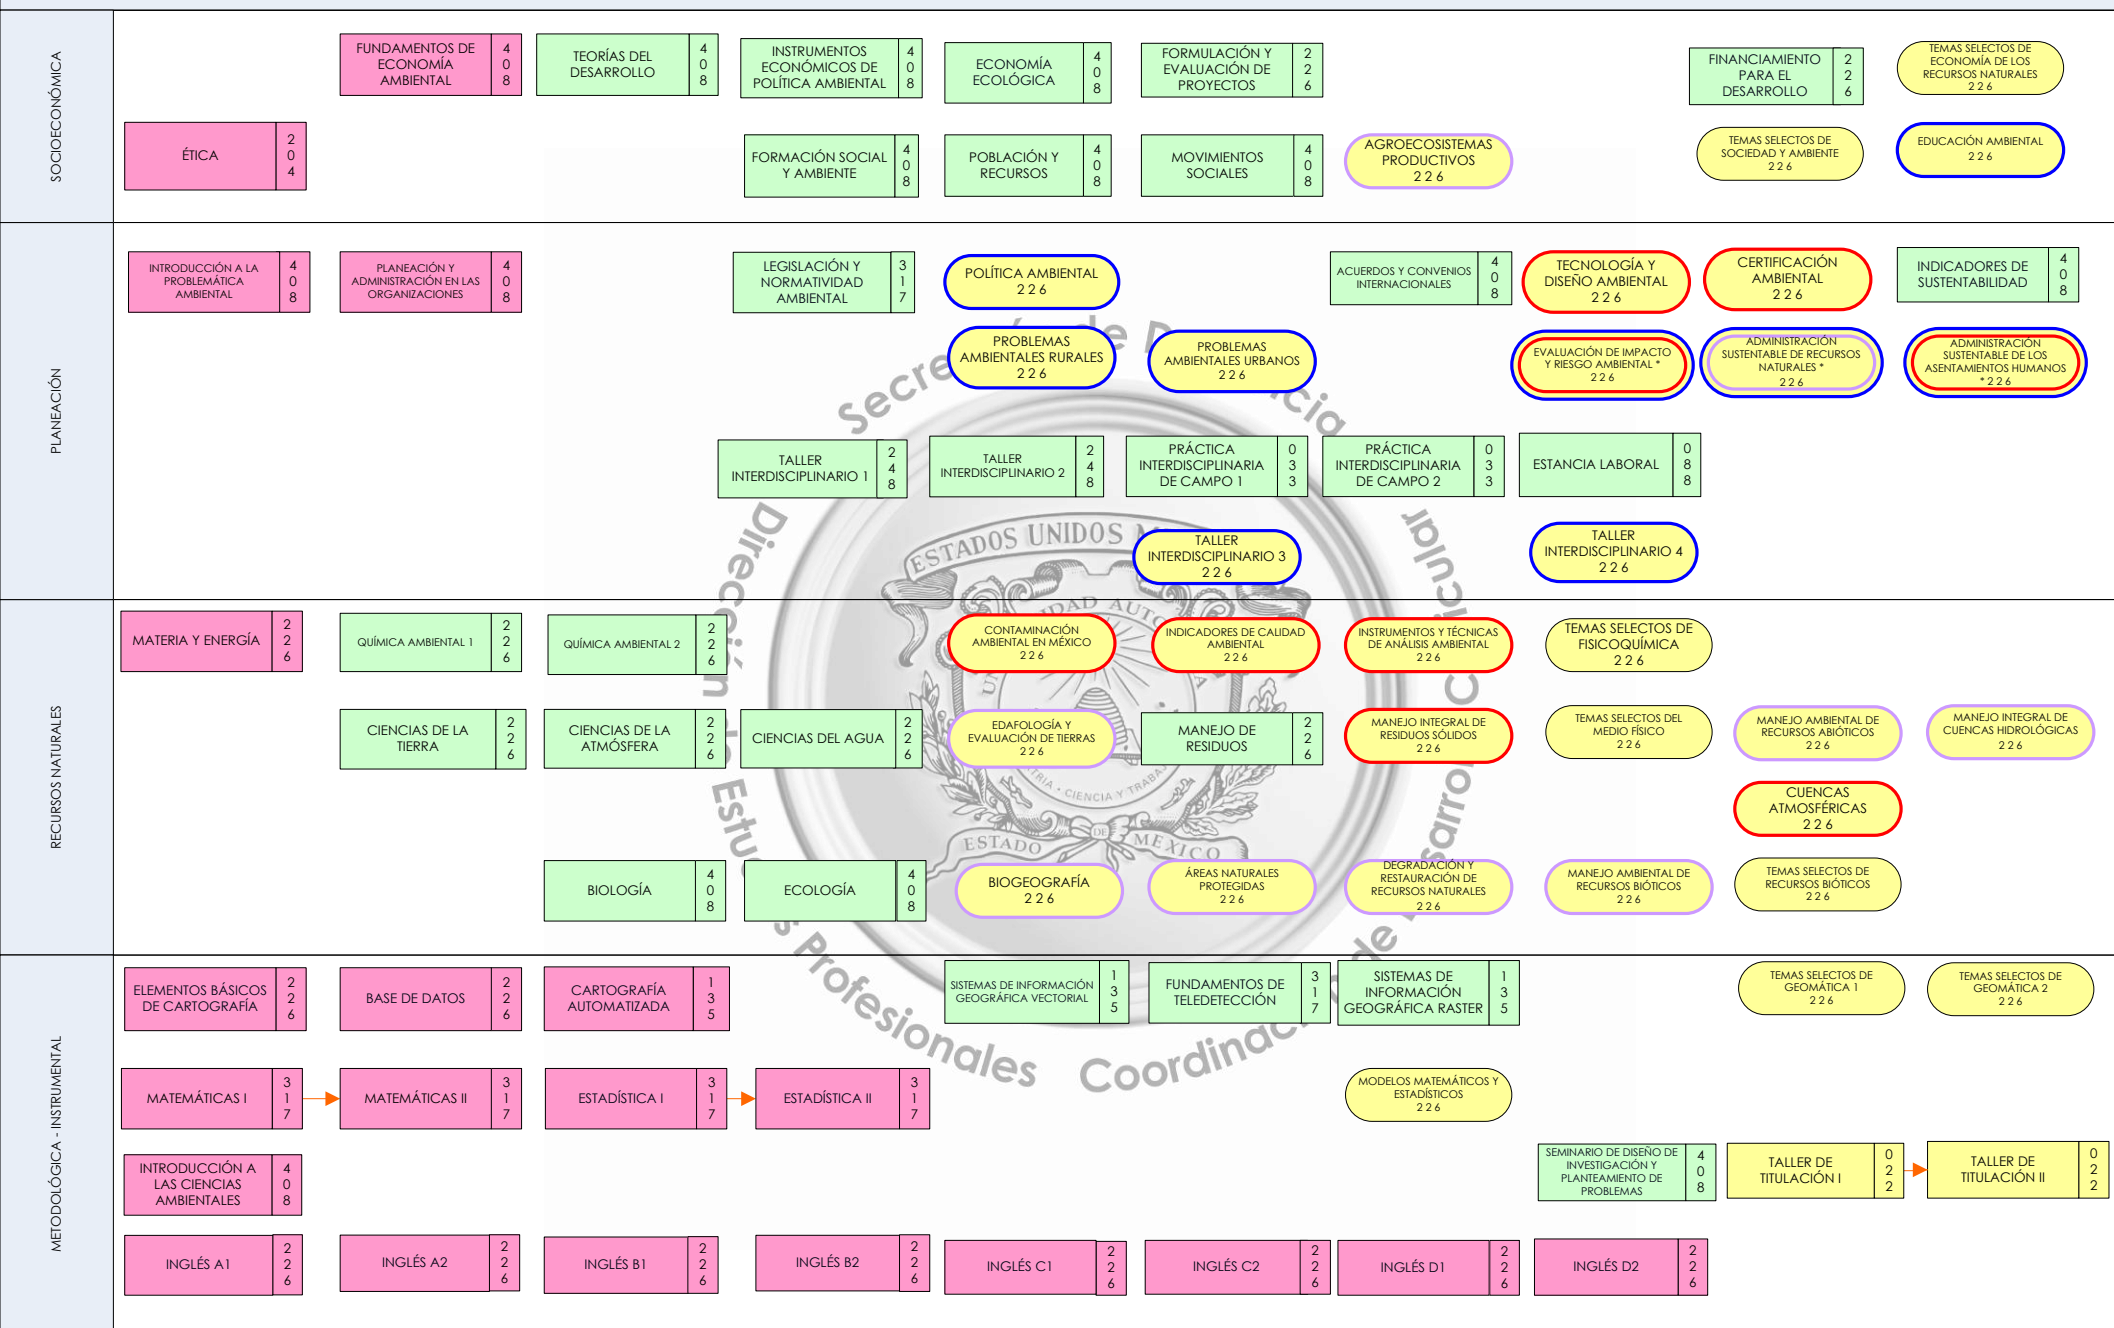 SOCIOECONÓMICA
FUNDAMENTOS DE
ECONOMÍA
AMBIENTAL
4
0
8
TEORÍAS DEL
DESARROLLO
4
0
8
INSTRUMENTOS
ECONÓMICOS DE
POLÍTICA AMBIENTAL
4
0
8
ECONOMÍA
ECOLÓGICA
4
0
8
FORMULACIÓN Y
EVALUACIÓN DE
PROYECTOS
2
2
6
FINANCIAMIENTO
PARA EL
DESARROLLO
2
2
6
TEMAS SELECTOS DE
ECONOMÍA DE LOS
RECURSOS NATURALES
2 2 6
ÉTICA
2
0
4
FORMACIÓN SOCIAL
Y AMBIENTE
4
0
8
POBLACIÓN Y
RECURSOS
4
0
8
MOVIMIENTOS
SOCIALES
4
0
8
AGROECOSISTEMAS
PRODUCTIVOS
2 2 6
TEMAS SELECTOS DE
SOCIEDAD Y AMBIENTE
2 2 6
EDUCACIÓN AMBIENTAL
2 2 6
PLANEACIÓN
INTRODUCCIÓN A LA
PROBLEMÁTICA
AMBIENTAL
4
0
8
PLANEACIÓN Y
ADMINISTRACIÓN EN LAS
ORGANIZACIONES
4
0
8
LEGISLACIÓN Y
NORMATIVIDAD
AMBIENTAL
3
1
7
POLÍTICA AMBIENTAL
2 2 6
ACUERDOS Y CONVENIOS
INTERNACIONALES
4
0
8
TECNOLOGÍA Y
DISEÑO AMBIENTAL
2 2 6
CERTIFICACIÓN
AMBIENTAL
2 2 6
INDICADORES DE
SUSTENTABILIDAD
4
0
8
PROBLEMAS
AMBIENTALES RURALES
2 2 6
PROBLEMAS
AMBIENTALES URBANOS
2 2 6
EVALUACIÓN DE IMPACTO
Y RIESGO AMBIENTAL *
2 2 6
ADMINISTRACIÓN
SUSTENTABLE DE RECURSOS
NATURALES *
2 2 6
ADMINISTRACIÓN
SUSTENTABLE DE LOS
ASENTAMIENTOS HUMANOS
* 2 2 6
TALLER
INTERDISCIPLINARIO 1
2
4
8
TALLER
INTERDISCIPLINARIO 2
2
4
8
PRÁCTICA
INTERDISCIPLINARIA
DE CAMPO 1
0
3
3
PRÁCTICA
INTERDISCIPLINARIA
DE CAMPO 2
0
3
3
ESTANCIA LABORAL
0
8
8
TALLER
INTERDISCIPLINARIO 3
2 2 6
TALLER
INTERDISCIPLINARIO 4
2 2 6
RECURSOS NATURALES
MATERIA Y ENERGÍA
2
2
6
QUÍMICA AMBIENTAL 1
2
2
6
QUÍMICA AMBIENTAL 2
2
2
6
CONTAMINACIÓN
AMBIENTAL EN MÉXICO
2 2 6
INDICADORES DE CALIDAD
AMBIENTAL
2 2 6
INSTRUMENTOS Y TÉCNICAS
DE ANÁLISIS AMBIENTAL
2 2 6
TEMAS SELECTOS DE
FISICOQUÍMICA
2 2 6
CIENCIAS DE LA
TIERRA
2
2
6
CIENCIAS DE LA
ATMÓSFERA
2
2
6
CIENCIAS DEL AGUA
2
2
6
EDAFOLOGÍA Y
EVALUACIÓN DE TIERRAS
2 2 6
MANEJO DE
RESIDUOS
2
2
6
MANEJO INTEGRAL DE
RESIDUOS SÓLIDOS
2 2 6
TEMAS SELECTOS DEL
MEDIO FÍSICO
2 2 6
MANEJO AMBIENTAL DE
RECURSOS ABIÓTICOS
2 2 6
MANEJO INTEGRAL DE
CUENCAS HIDROLÓGICAS
2 2 6
CUENCAS
ATMOSFÉRICAS
2 2 6
BIOLOGÍA
4
0
8
ECOLOGÍA
4
0
8
BIOGEOGRAFÍA
2 2 6
ÁREAS NATURALES
PROTEGIDAS
2 2 6
DEGRADACIÓN Y
RESTAURACIÓN DE
RECURSOS NATURALES
2 2 6
MANEJO AMBIENTAL DE
RECURSOS BIÓTICOS
2 2 6
TEMAS SELECTOS DE
RECURSOS BIÓTICOS
2 2 6
METODOLÓGICA - INSTRUMENTAL
ELEMENTOS BÁSICOS
DE CARTOGRAFÍA
2
2
6
BASE DE DATOS
2
2
6
CARTOGRAFÍA
AUTOMATIZADA
1
3
5
SISTEMAS DE INFORMACIÓN
GEOGRÁFICA VECTORIAL
1
3
5
FUNDAMENTOS DE
TELEDETECCIÓN
3
1
7
SISTEMAS DE
INFORMACIÓN
GEOGRÁFICA RASTER
1
3
5
TEMAS SELECTOS DE
GEOMÁTICA 1
2 2 6
TEMAS SELECTOS DE
GEOMÁTICA 2
2 2 6
MATEMÁTICAS I
3
1
7
MATEMÁTICAS II
3
1
7
ESTADÍSTICA I
3
1
7
ESTADÍSTICA II
3
1
7
MODELOS MATEMÁTICOS Y
ESTADÍSTICOS
2 2 6
INTRODUCCIÓN A
LAS CIENCIAS
AMBIENTALES
4
0
8
SEMINARIO DE DISEÑO DE
INVESTIGACIÓN Y
PLANTEAMIENTO DE
PROBLEMAS
4
0
8
TALLER DE
TITULACIÓN I
0
2
2
TALLER DE
TITULACIÓN II
0
2
2
INGLÉS A1
2
2
6
INGLÉS A2
2
2
6
INGLÉS B1
2
2
6
INGLÉS B2
2
2
6
INGLÉS C1
2
2
6
INGLÉS C2
2
2
6
INGLÉS D1
2
2
6
INGLÉS D2
2
2
6
ESTADOS UNIDOS
CIENCIA Y
ESTADO DE MÉXICO
Profesionales